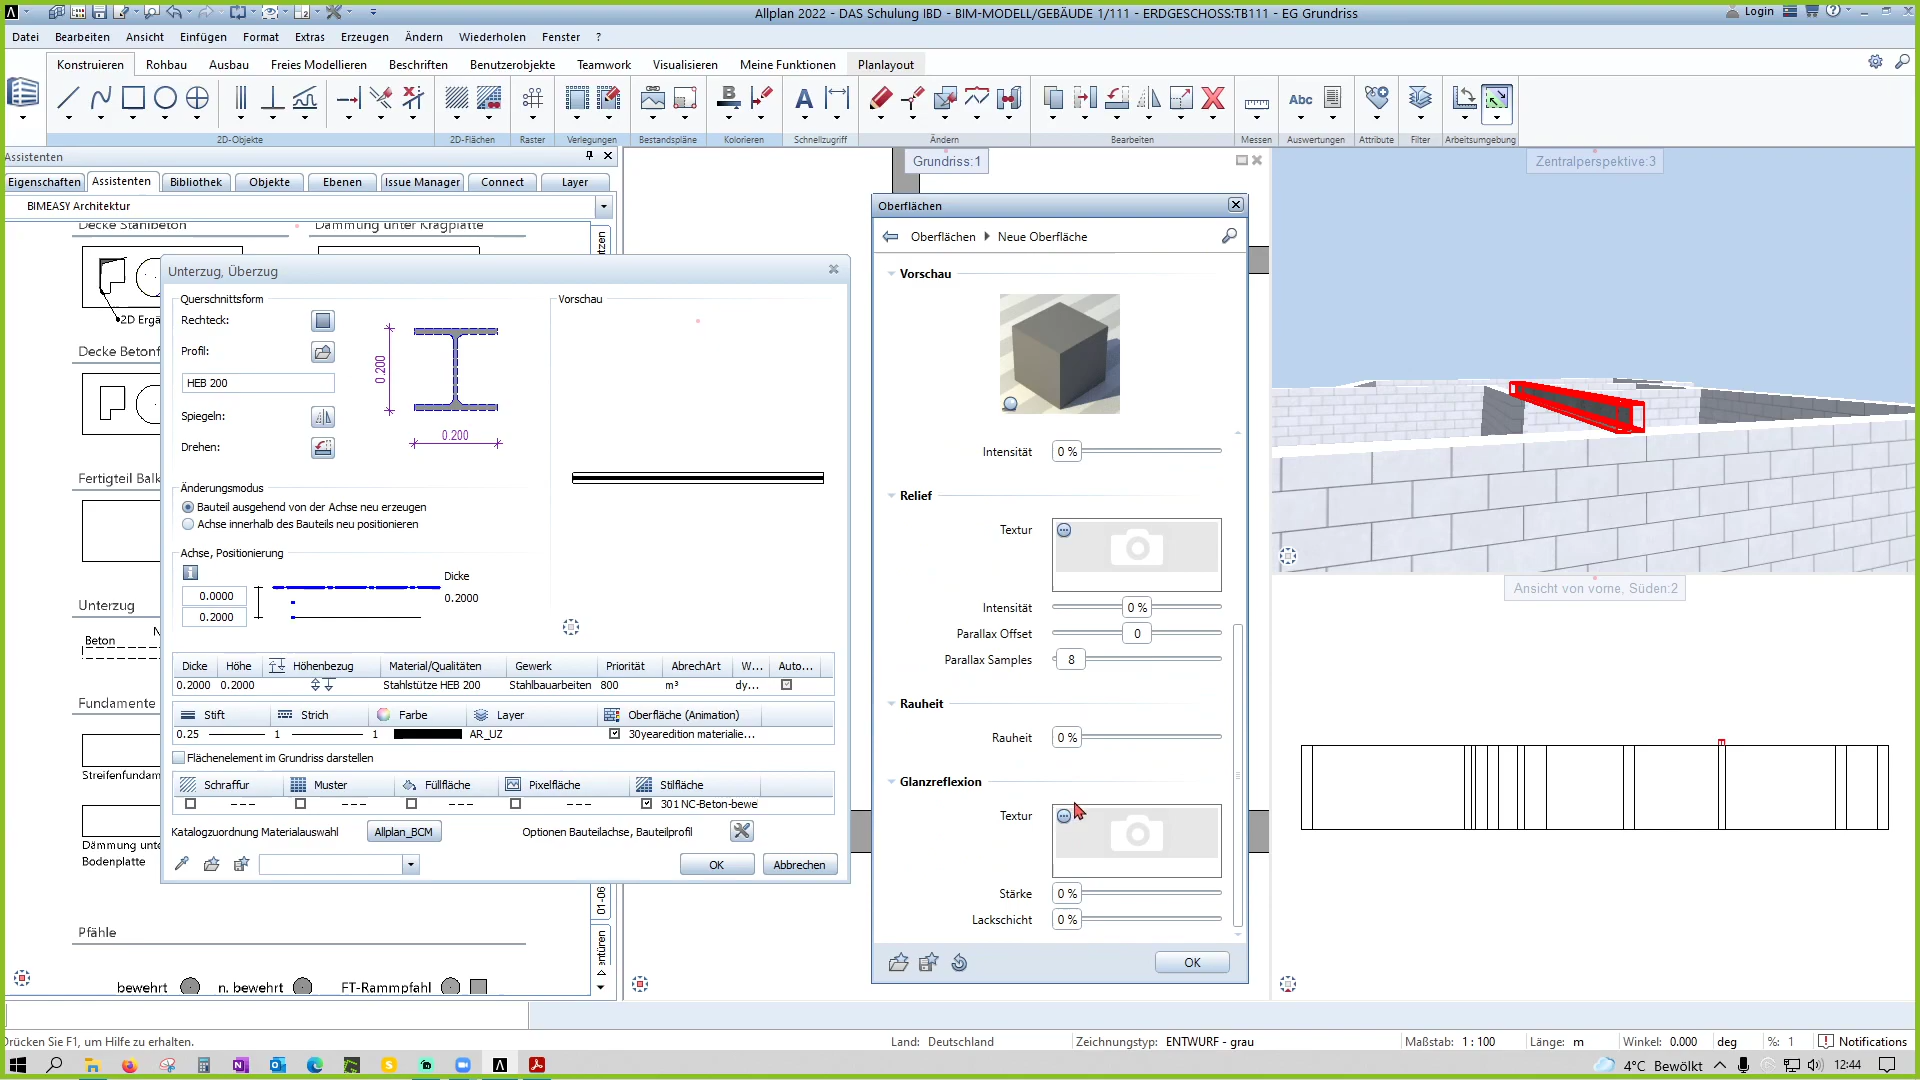 Allplan 2022 - DAS Schulung IBD - BIM-MODELL/GEBÄUDE 1/111 - ERDGESCHOSS:TB111 - EG Grundriss
Login
Datei Bearbeiten Ansicht Einfügen Format Extras Erzeugen Ändern Wiederholen Fenster ?
Konstruieren Rohbau Ausbau Freies Modellieren Beschriften Benutzerobjekte Teamwork Visualisieren Meine Funktionen Planlayout
2D-Objekte 2D-Flächen Raster Verlegungen Bestandspläne Kolorieren Schnellzugriff Ändern Bearbeiten Messen Auswertungen Attribute Filter Arbeitsumgebung
Assistenten
Eigenschaften Assistenten Bibliothek Objekte Ebenen Issue Manager Connect Layer
BIMEASY Architektur
Decke Stahlbeton Dämmung unter Kragplatte
2D Ergä
Decke Betonf
Fertigteil Balk
Unterzug
Beton
Fundamente
Streifenfundam
Dämmung unte
Bodenplatte
Pfähle
bewehrt n. bewehrt FT-Rammpfahl
01-06
Unterzug, Überzug
Querschnittsform
Rechteck:
Profil:
HEB 200
Spiegeln:
Drehen:
0.200
0.200
Vorschau
Änderungsmodus
Bauteil ausgehend von der Achse neu erzeugen
Achse innerhalb des Bauteils neu positionieren
Achse, Positionierung
0.0000
0.2000
Dicke
0.2000
Dicke Höhe Höhenbezug Material/Qualitäten Gewerk Priorität AbrechArt W... Auto...
0.2000 0.2000 Stahlstütze HEB 200 Stahlbauarbeiten 800 m³ dy...
Stift Strich Farbe Layer Oberfläche (Animation)
0.25 1 1 AR_UZ 30yearedition materialie...
Flächenelement im Grundriss darstellen
Schraffur Muster Füllfläche Pixelfläche Stilfläche
301 NC-Beton-bewe
Katalogzuordnung Materialauswahl Allplan_BCM Optionen Bauteilachse, Bauteilprofil
OK Abbrechen
Grundriss:1
Oberflächen
Oberflächen Neue Oberfläche
Vorschau
Intensität 0 %
Relief
Textur
Intensität 0 %
Parallax Offset 0
Parallax Samples 8
Rauheit
Rauheit 0 %
Glanzreflexion
Textur
Stärke 0 %
Lackschicht 0 %
OK
Zentralperspektive:3
Ansicht von vorne, Süden:2
Drücken Sie F1, um Hilfe zu erhalten.
Land: Deutschland Zeichnungstyp: ENTWURF - grau Maßstab: 1 : 100 Länge: m Winkel: 0.000 deg %: 1 Notifications
4°C Bewölkt 12:44